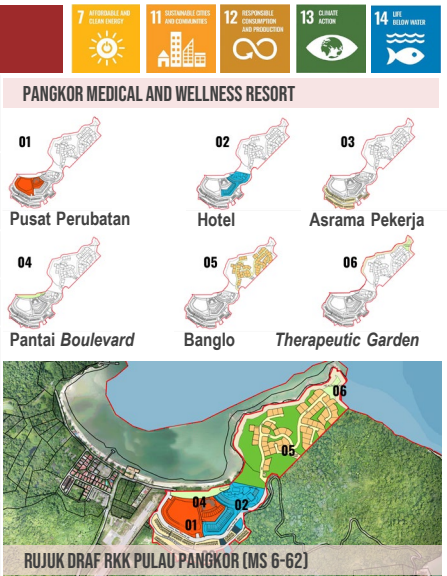 7 AFFORDABLE AND CLEAN ENERGY
11 SUSTAINABLE CITIES AND COMMUNITIES
12 RESPONSIBLE CONSUMPTION AND PRODUCTION
13 CLIMATE ACTION
14 LIFE BELOW WATER
PANGKOR MEDICAL AND WELLNESS RESORT
01
02
03
Pusat Perubatan
Hotel
Asrama Pekerja
04
05
06
Pantai Boulevard
Banglo
Therapeutic Garden
06
05
04
02
01
RUJUK DRAF RKK PULAU PANGKOR (MS 6-62)